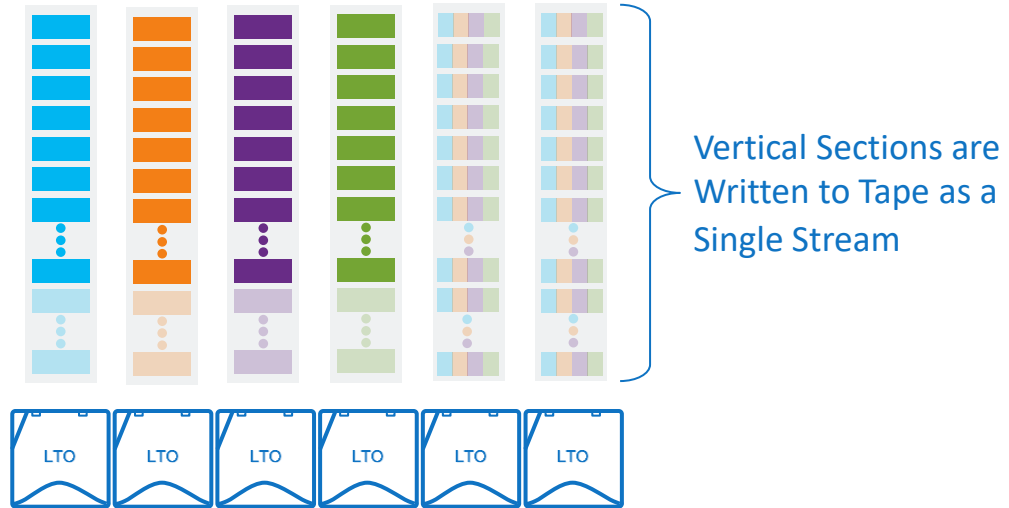 Vertical Sections are
Written to Tape as a
Single Stream
LTO
LTO
LTO
LTO
LTO
LTO